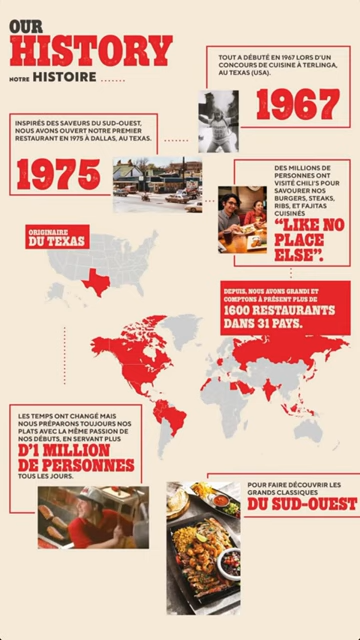 OUR
HISTORY
NOTRE HISTOIRE
TOUT A DÉBUTÉ EN 1967 LORS D'UN
CONCOURS DE CUISINE À TERLINGA,
AU TEXAS (USA).
1967
INSPIRÉS DES SAVEURS DU SUD-OUEST,
NOUS AVONS OUVERT NOTRE PREMIER
RESTAURANT EN 1975 À DALLAS, AU TEXAS.
1975
DES MILLIONS DE
PERSONNES ONT
VISITÉ CHILI'S POUR
SAVOURER NOS
BURGERS, STEAKS,
RIBS, ET FAJITAS
CUISINÉS
“LIKE NO
PLACE
ELSE”.
ORIGINAIRE
DU TEXAS
DEPUIS, NOUS AVONS GRANDI ET
COMPTONS À PRÉSENT PLUS DE
1600 RESTAURANTS
DANS 31 PAYS.
LES TEMPS ONT CHANGÉ MAIS
NOUS PRÉPARONS TOUJOURS NOS
PLATS AVEC LA MÊME PASSION DE
NOS DÉBUTS, EN SERVANT PLUS
D'1 MILLION
DE PERSONNES
TOUS LES JOURS.
POUR FAIRE DÉCOUVRIR LES
GRANDS CLASSIQUES
DU SUD-OUEST